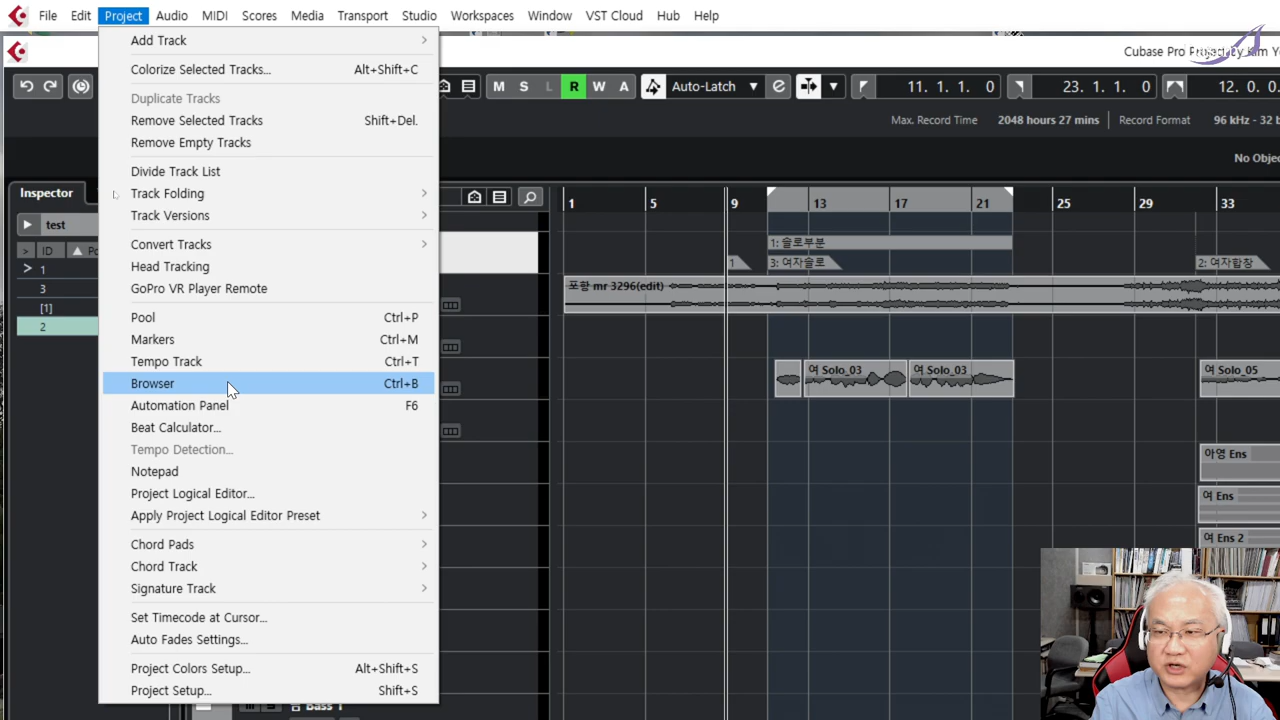 File Edit Project Audio MIDI Scores Media Transport Studio Workspaces Window VST Cloud Hub Help
Cubase Pro Project by Kim Y
Add Track
Colorize Selected Tracks... Alt+Shift+C
Duplicate Tracks
Remove Selected Tracks Shift+Del.
Remove Empty Tracks
Divide Track List
Track Folding
Track Versions
Convert Tracks
Head Tracking
GoPro VR Player Remote
Pool Ctrl+P
Markers Ctrl+M
Tempo Track Ctrl+T
Browser Ctrl+B
Automation Panel F6
Beat Calculator...
Tempo Detection...
Notepad
Project Logical Editor...
Apply Project Logical Editor Preset
Chord Pads
Chord Track
Signature Track
Set Timecode at Cursor...
Auto Fades Settings...
Project Colors Setup... Alt+Shift+S
Project Setup... Shift+S
M S L R W A Auto-Latch 11. 1. 1. 0 23. 1. 1. 0 12. 0. 0.
Max. Record Time 2048 hours 27 mins Record Format 96 kHz - 32 b
No Obje
Inspector
test
> ID Po
1
3
[1]
2
1 5 9 13 17 21 25 29 33
1: 솔로부분
1 3: 여자솔로 2: 여자합창
포함 mr 3296(edit)
여 Solo_03 여 Solo_03 여 Solo_05
아영 Ens
여 Ens
여 Ens 2
Bass 1